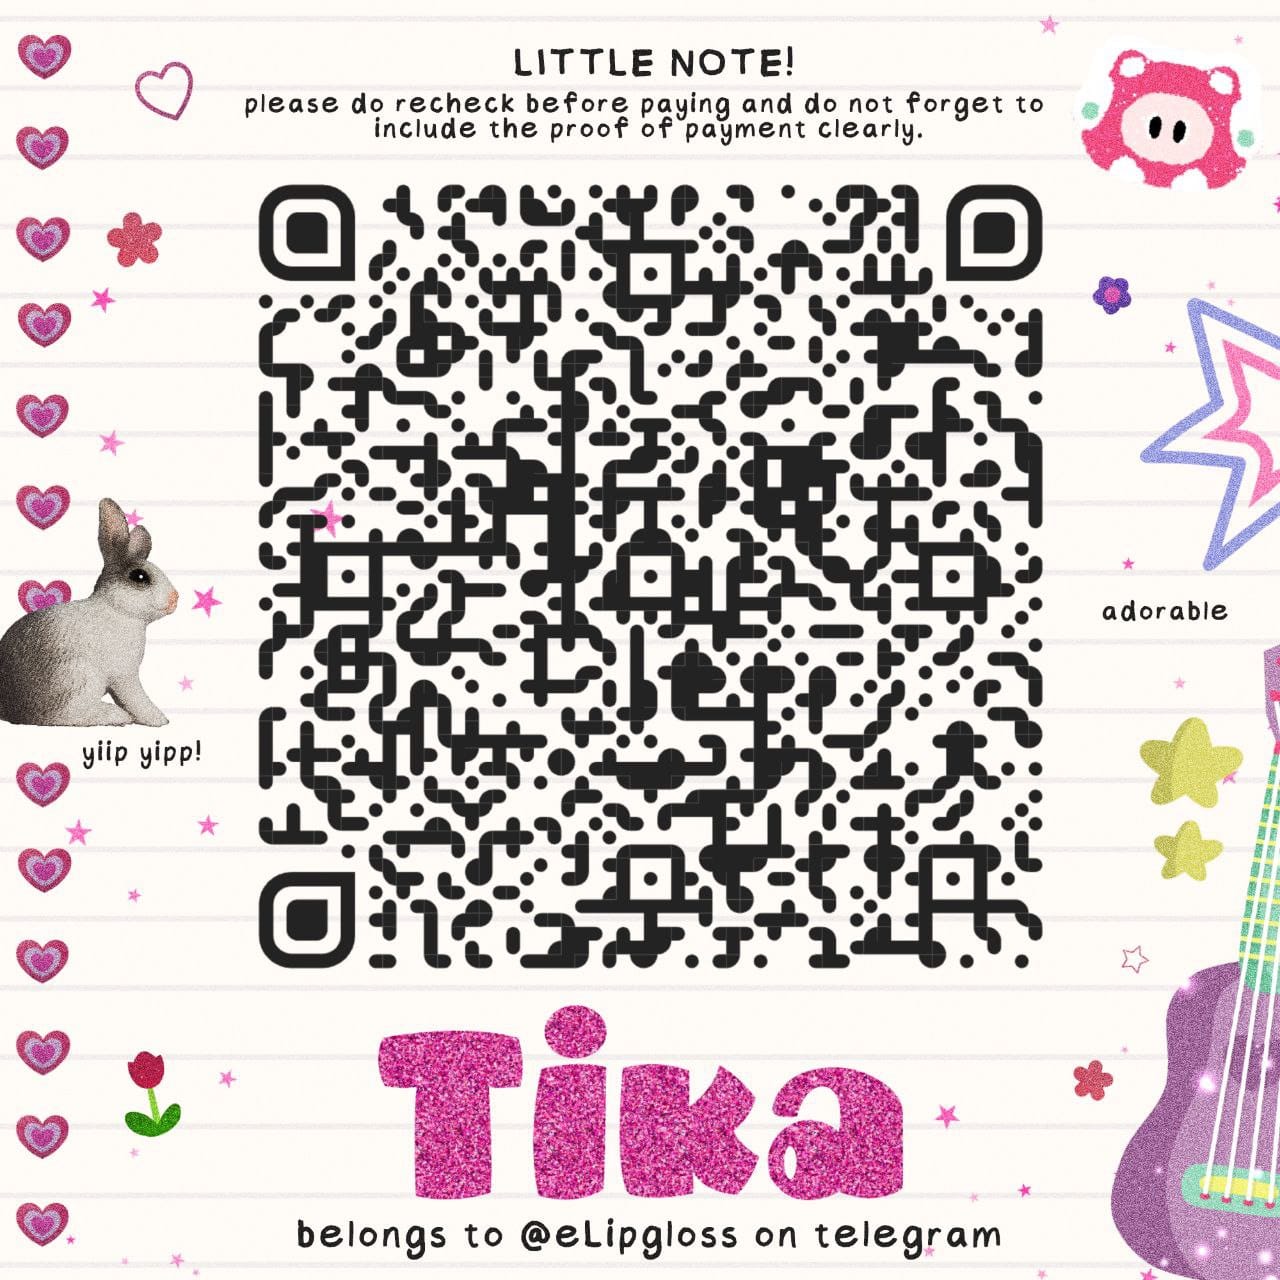 LITTLE NOTE!
please do recheck before paying and do not forget to
include the proof of payment clearly.
adorable
yiip yipp!
Tika
belongs to @eLipgloss on telegram